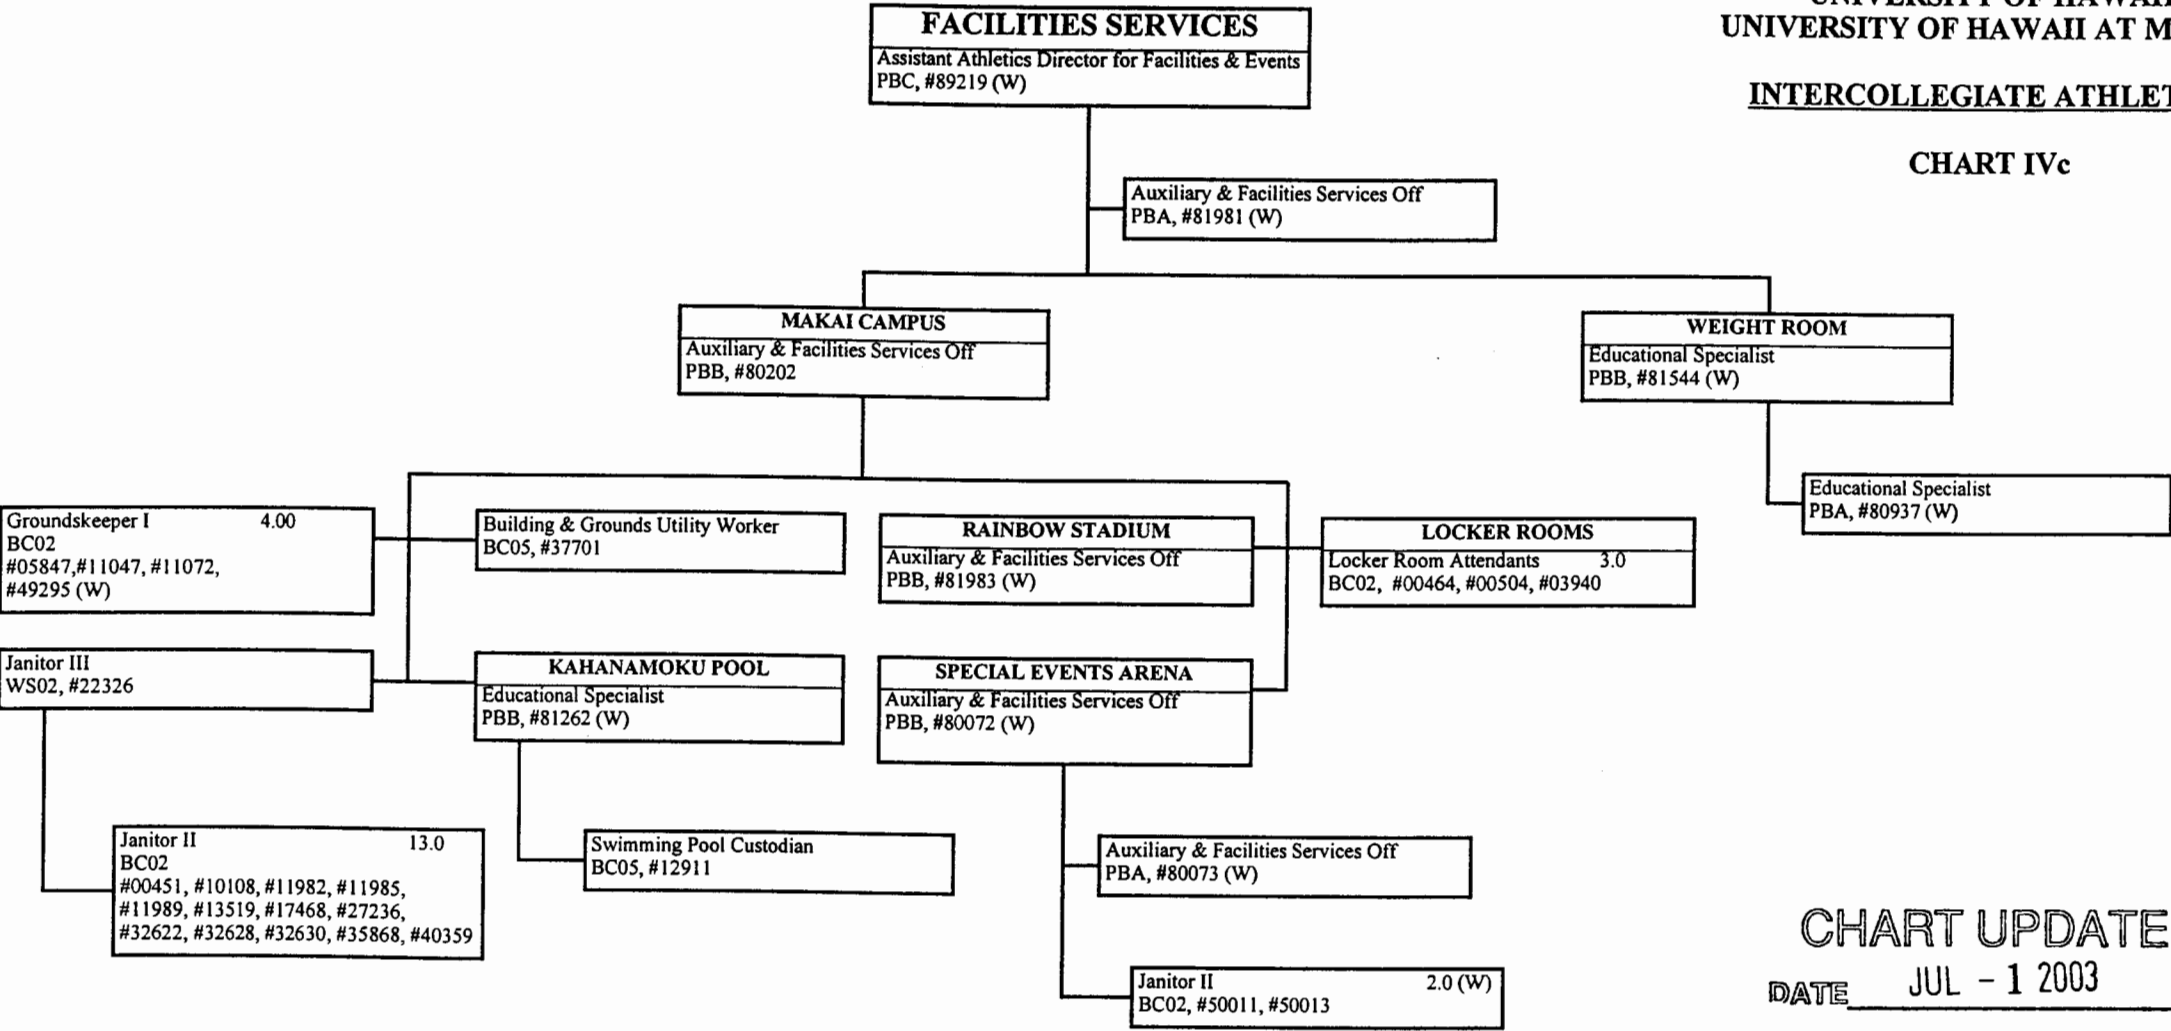 FACILITIES SERVICES
Assistant Athletics Director for Facilities & Events
PBC, #89219 (W)
UNIVERSITY OF HAWAII
UNIVERSITY OF HAWAII AT M
INTERCOLLEGIATE ATHLET
CHART IVc
Auxiliary & Facilities Services Off
PBA, #81981 (W)
MAKAI CAMPUS
Auxiliary & Facilities Services Off
PBB, #80202
WEIGHT ROOM
Educational Specialist
PBB, #81544 (W)
Educational Specialist
PBA, #80937 (W)
Groundskeeper I 4.00
BC02
#05847,#11047, #11072,
#49295 (W)
Building & Grounds Utility Worker
BC05, #37701
RAINBOW STADIUM
Auxiliary & Facilities Services Off
PBB, #81983 (W)
LOCKER ROOMS
Locker Room Attendants 3.0
BC02, #00464, #00504, #03940
Janitor III
WS02, #22326
KAHANAMOKU POOL
Educational Specialist
PBB, #81262 (W)
SPECIAL EVENTS ARENA
Auxiliary & Facilities Services Off
PBB, #80072 (W)
Janitor II 13.0
BC02
#00451, #10108, #11982, #11985,
#11989, #13519, #17468, #27236,
#32622, #32628, #32630, #35868, #40359
Swimming Pool Custodian
BC05, #12911
Auxiliary & Facilities Services Off
PBA, #80073 (W)
Janitor II 2.0 (W)
BC02, #50011, #50013
CHART UPDATE
DATE JUL - 1 2003